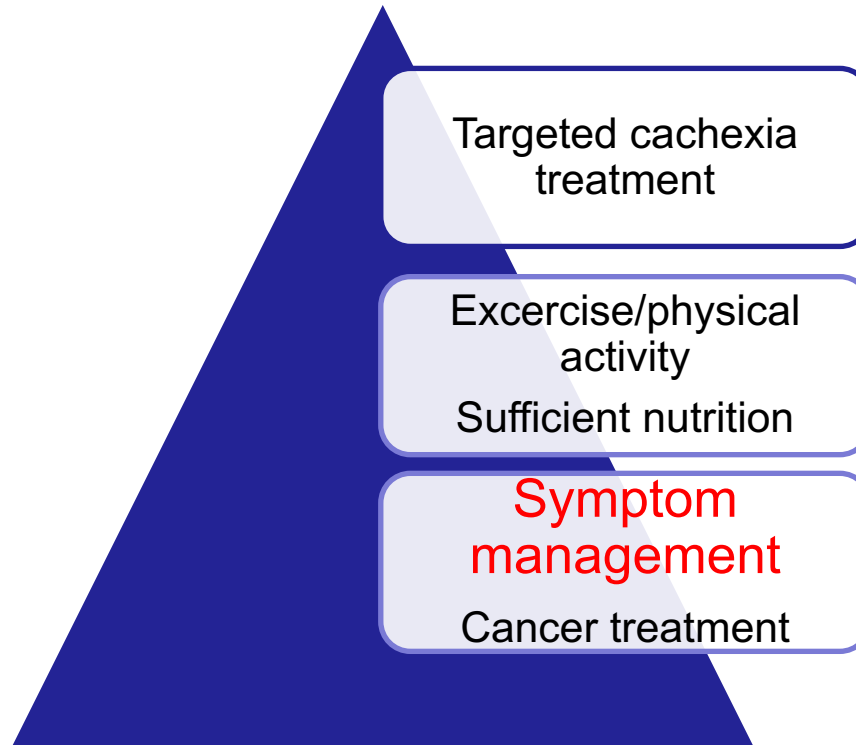 Targeted cachexia
treatment
Excercise/physical
activity
Sufficient nutrition
Symptom
management
Cancer treatment